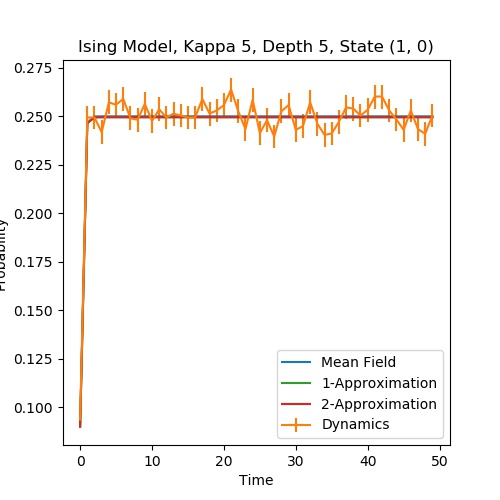 Ising Model, Kappa 5, Depth 5, State (1, 0)
0.275
0.250
0.225
0.200
0.175
0.150
0.125
0.100
Probability
0 10 20 30 40 50
Time
Mean Field
1-Approximation
2-Approximation
Dynamics